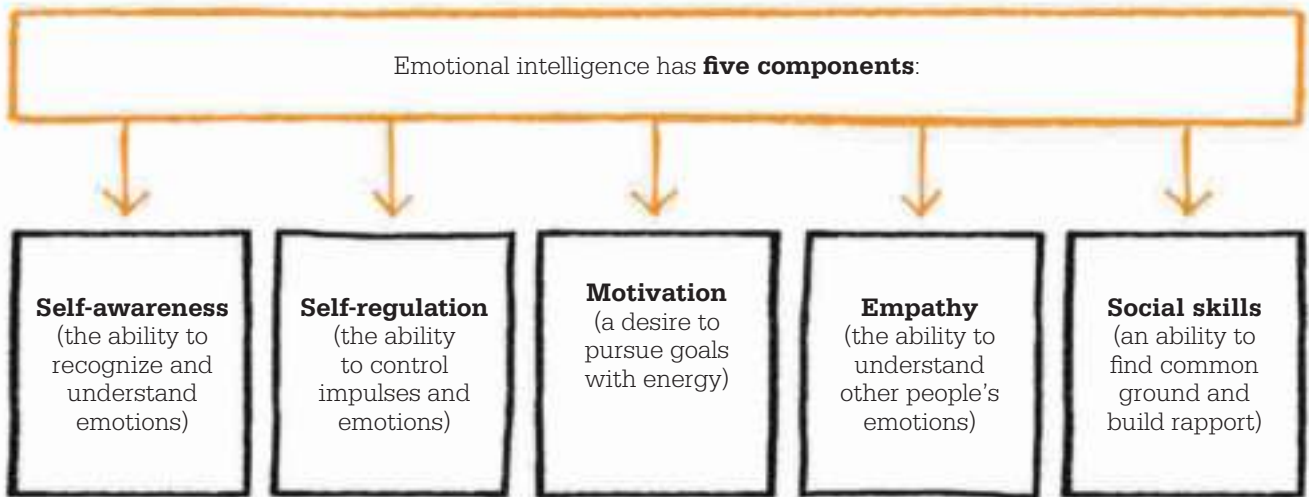 Emotional intelligence has five components:
Self-awareness
(the ability to
recognize and
understand
emotions)
Self-regulation
(the ability
to control
impulses and
emotions)
Motivation
(a desire to
pursue goals
with energy)
Empathy
(the ability to
understand
other people's
emotions)
Social skills
(an ability to
find common
ground and
build rapport)